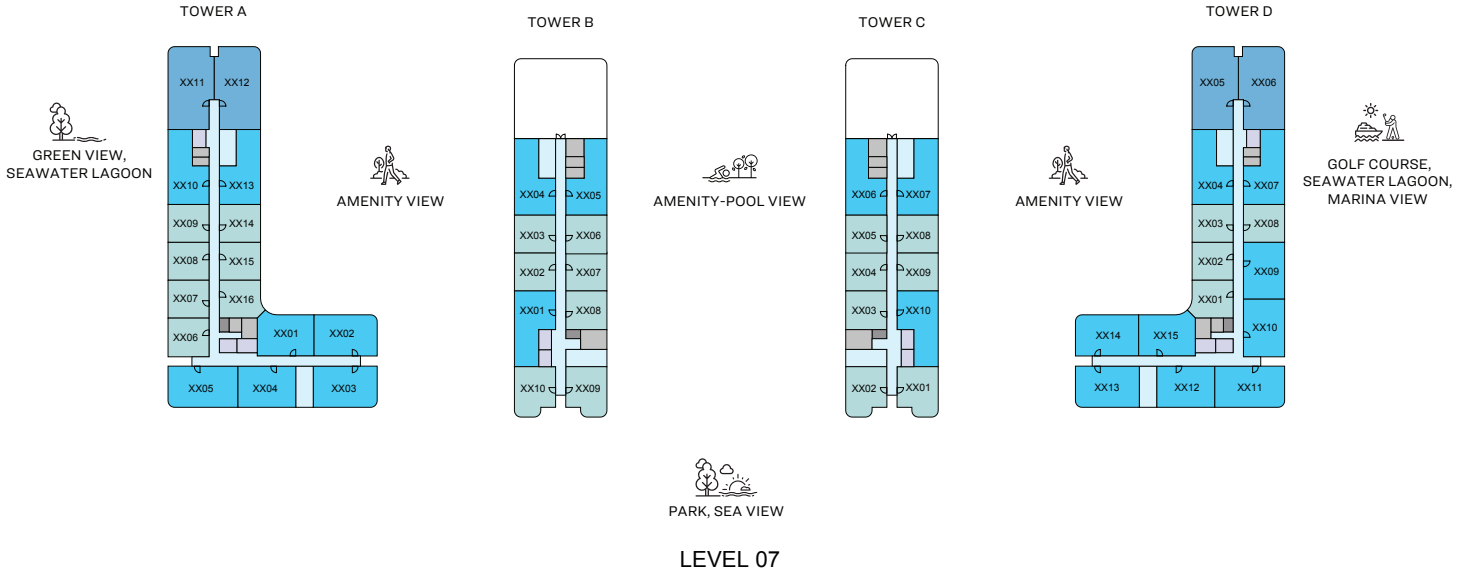 TOWER A
TOWER B
TOWER C
TOWER D
XX11 XX12
XX10 XX13
XX09 XX14
XX08 XX15
XX07 XX16
XX06 XX01 XX02
XX05 XX04 XX03
XX04 XX05
XX03 XX06
XX02 XX07
XX01 XX08
XX10 XX09
XX06 XX07
XX05 XX08
XX04 XX09
XX03 XX10
XX02 XX01
XX05 XX06
XX04 XX07
XX03 XX08
XX02 XX09
XX01
XX14 XX15 XX10
XX13 XX12 XX11
GREEN VIEW,
SEAWATER LAGOON
AMENITY VIEW
AMENITY-POOL VIEW
AMENITY VIEW
GOLF COURSE,
SEAWATER LAGOON,
MARINA VIEW
PARK, SEA VIEW
LEVEL 07